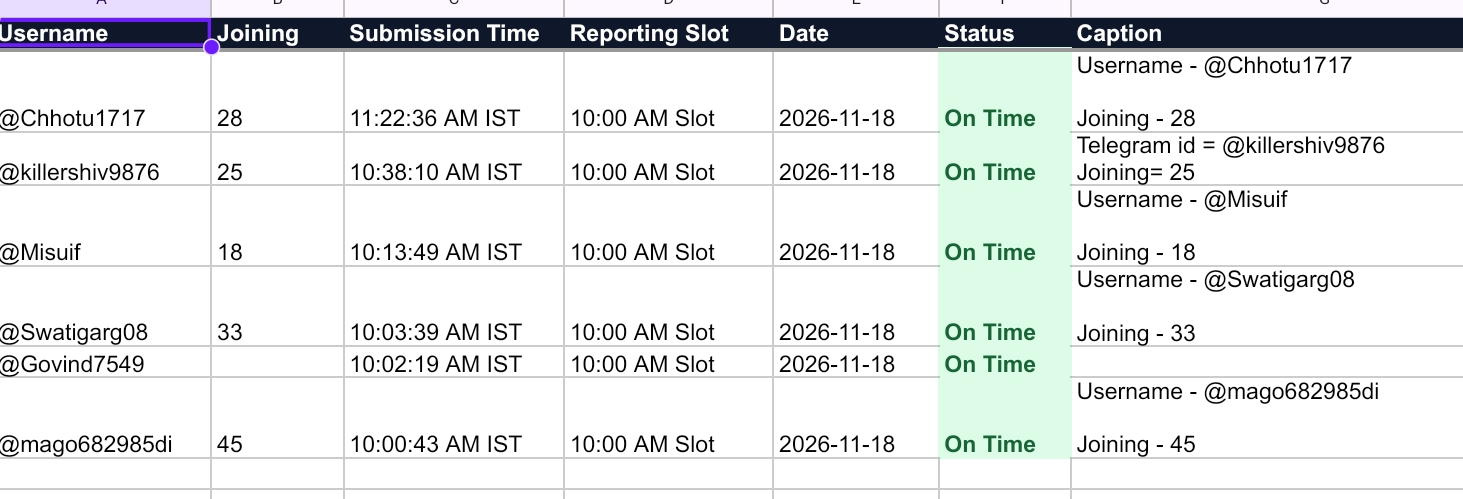 Username Joining Submission Time Reporting Slot Date Status Caption
Username - @Chhotu1717
@Chhotu1717 28 11:22:36 AM IST 10:00 AM Slot 2026-11-18 On Time Joining - 28
Telegram id = @killershiv9876
@killershiv9876 25 10:38:10 AM IST 10:00 AM Slot 2026-11-18 On Time Joining= 25
Username - @Misuif
@Misuif 18 10:13:49 AM IST 10:00 AM Slot 2026-11-18 On Time Joining - 18
Username - @Swatigarg08
@Swatigarg08 33 10:03:39 AM IST 10:00 AM Slot 2026-11-18 On Time Joining - 33
@Govind7549 10:02:19 AM IST 10:00 AM Slot 2026-11-18 On Time
Username - @mago682985di
@mago682985di 45 10:00:43 AM IST 10:00 AM Slot 2026-11-18 On Time Joining - 45